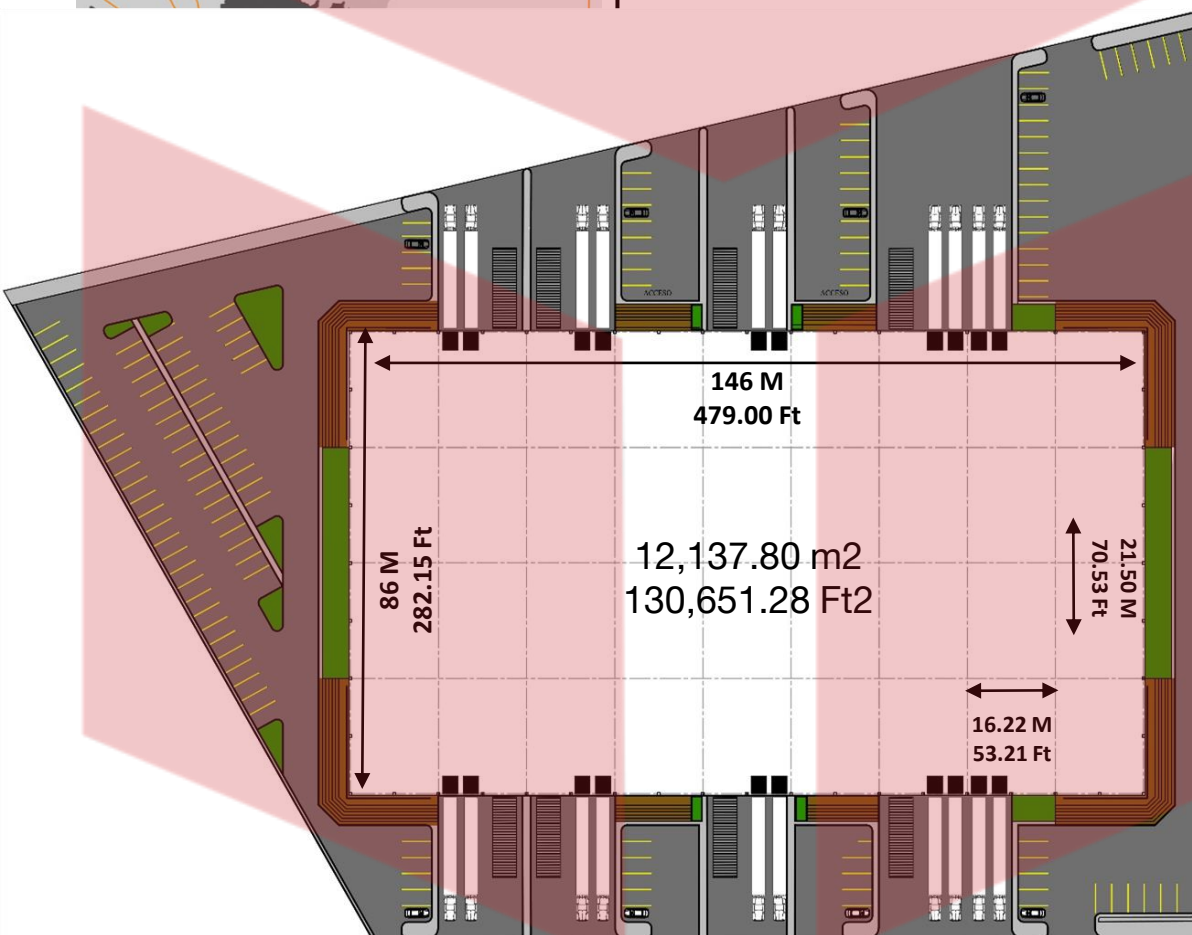 ACCESO
ACCESO
146 M
479.00 Ft
86 M
282.15 Ft
12,137.80 m2
130,651.28 Ft2
21.50 M
70.53 Ft
16.22 M
53.21 Ft